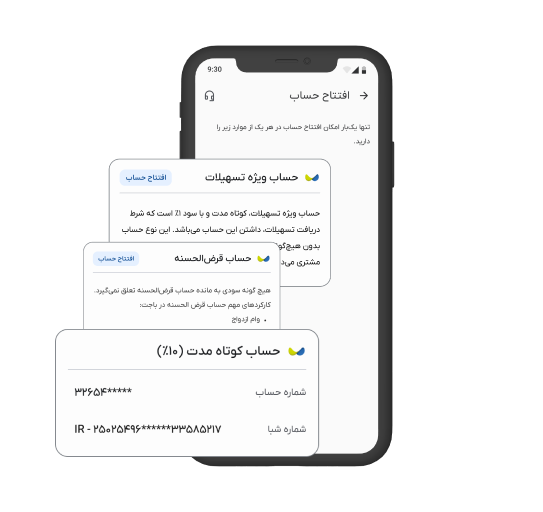 9:30
افتتاح حساب
تنها یک‌بار امکان افتتاح حساب در هر یک از موارد زیر را
دارید.
حساب ویژه تسهیلات
افتتاح حساب
حساب ویژه تسهیلات، کوتاه مدت و با سود ۱٪ است که شرط
دریافت تسهیلات، داشتن این حساب می‌باشد. این نوع حساب
بدون هیچ‌گو
مشتری می‌د
حساب قرض‌الحسنه
افتتاح حساب
هیچ گونه سودی به مانده حساب قرض‌الحسنه تعلق نمی‌گیرد.
کارکردهای مهم حساب قرض الحسنه در باجت:
• وام ازدواج
حساب کوتاه مدت (۱۰٪)
شماره حساب
۳۲۶۵۴*****
شماره شبا
IR - ۲۵۰۲۵۴۹۶******۳۳۵۸۵۲۱۷